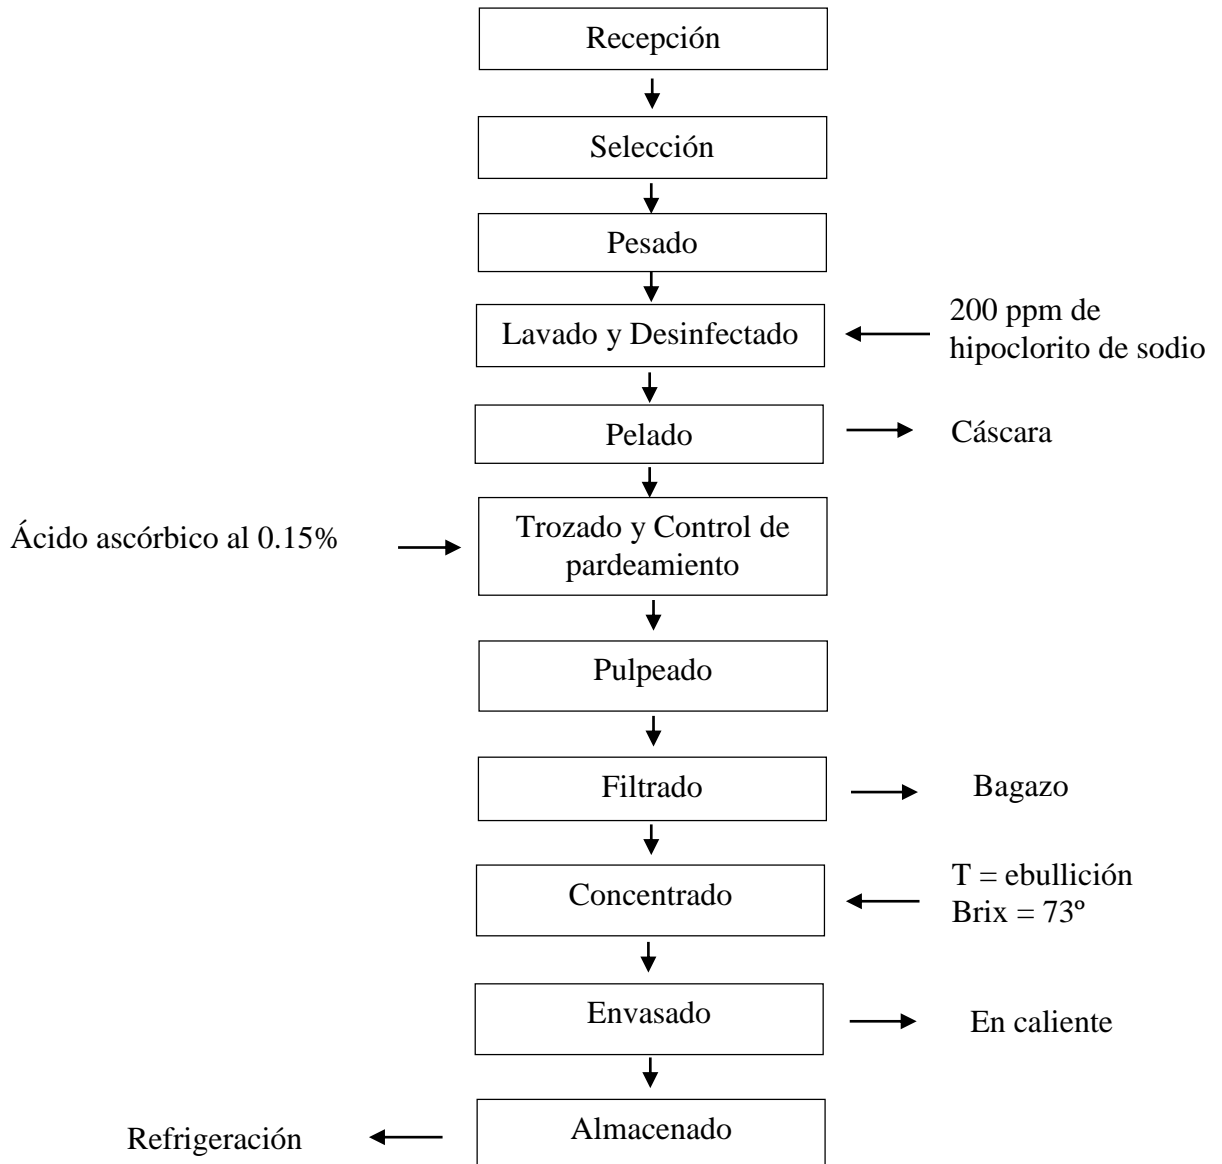 Recepción
Selección
Pesado
Lavado y Desinfectado
200 ppm de
hipoclorito de sodio
Pelado
Cáscara
Ácido ascórbico al 0.15%
Trozado y Control de
pardeamiento
Pulpeado
Filtrado
Bagazo
Concentrado
T = ebullición
Brix = 73º
Envasado
En caliente
Almacenado
Refrigeración